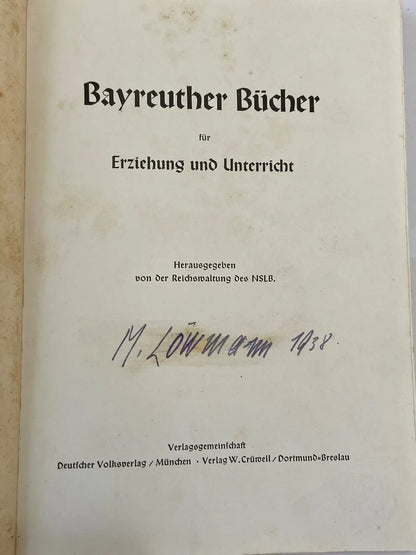 Bayreuther Bücher
für
Erziehung und Unterricht
Herausgegeben
von der Reichswaltung des NSLB.
M. Löwmann 1938.
Verlagsgemeinschaft
Deutscher Volksverlag / München · Verlag W. Crüwell / Dortmund=Breslau